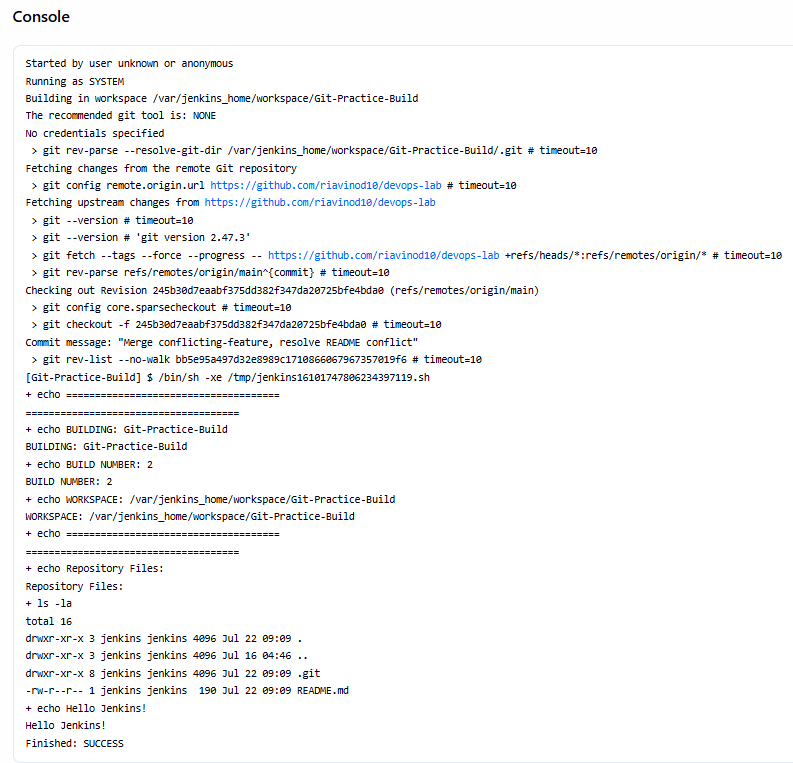 Console
Started by user unknown or anonymous
Running as SYSTEM
Building in workspace /var/jenkins_home/workspace/Git-Practice-Build
The recommended git tool is: NONE
No credentials specified
 > git rev-parse --resolve-git-dir /var/jenkins_home/workspace/Git-Practice-Build/.git # timeout=10
Fetching changes from the remote Git repository
 > git config remote.origin.url https://github.com/riavinod10/devops-lab # timeout=10
Fetching upstream changes from https://github.com/riavinod10/devops-lab
 > git --version # timeout=10
 > git --version # 'git version 2.47.3'
 > git fetch --tags --force --progress -- https://github.com/riavinod10/devops-lab +refs/heads/*:refs/remotes/origin/* # timeout=10
 > git rev-parse refs/remotes/origin/main^{commit} # timeout=10
Checking out Revision 245b30d7eaabf375dd382f347da20725bfe4bda0 (refs/remotes/origin/main)
 > git config core.sparsecheckout # timeout=10
 > git checkout -f 245b30d7eaabf375dd382f347da20725bfe4bda0 # timeout=10
Commit message: "Merge conflicting-feature, resolve README conflict"
 > git rev-list --no-walk bb5e95a497d32e8989c17108660679673570​19f6 # timeout=10
[Git-Practice-Build] $ /bin/sh -xe /tmp/jenkins16101747806234397119.sh
+ echo =====================================
=====================================
+ echo BUILDING: Git-Practice-Build
BUILDING: Git-Practice-Build
+ echo BUILD NUMBER: 2
BUILD NUMBER: 2
+ echo WORKSPACE: /var/jenkins_home/workspace/Git-Practice-Build
WORKSPACE: /var/jenkins_home/workspace/Git-Practice-Build
+ echo =====================================
=====================================
+ echo Repository Files:
Repository Files:
+ ls -la
total 16
drwxr-xr-x 3 jenkins jenkins 4096 Jul 22 09:09 .
drwxr-xr-x 3 jenkins jenkins 4096 Jul 16 04:46 ..
drwxr-xr-x 8 jenkins jenkins 4096 Jul 22 09:09 .git
-rw-r--r-- 1 jenkins jenkins  190 Jul 22 09:09 README.md
+ echo Hello Jenkins!
Hello Jenkins!
Finished: SUCCESS